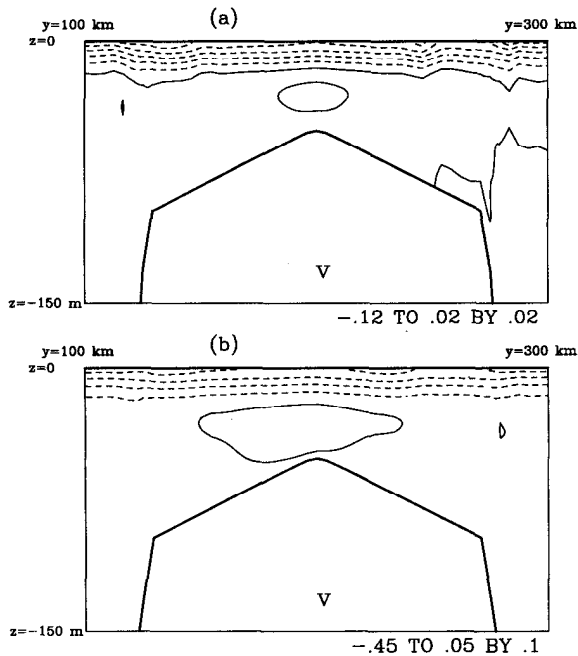 (a)
y=100 km
y=300 km
z=0
V
z=-150 m
-.12 TO .02 BY .02
(b)
y=100 km
y=300 km
z=0
V
z=-150 m
-.45 TO .05 BY .1